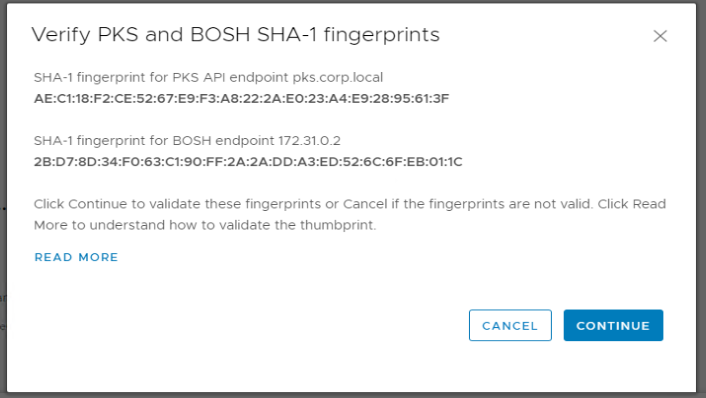 Verify PKS and BOSH SHA-1 fingerprints
SHA-1 fingerprint for PKS API endpoint pks.corp.local
AE:C1:18:F2:CE:52:67:E9:F3:A8:22:2A:E0:23:A4:E9:28:95:61:3F
SHA-1 fingerprint for BOSH endpoint 172.31.0.2
2B:D7:8D:34:F0:63:C1:90:FF:2A:2A:DD:A3:ED:52:6C:6F:EB:01:1C
Click Continue to validate these fingerprints or Cancel if the fingerprints are not valid. Click Read
More to understand how to validate the thumbprint.
READ MORE
CANCEL
CONTINUE